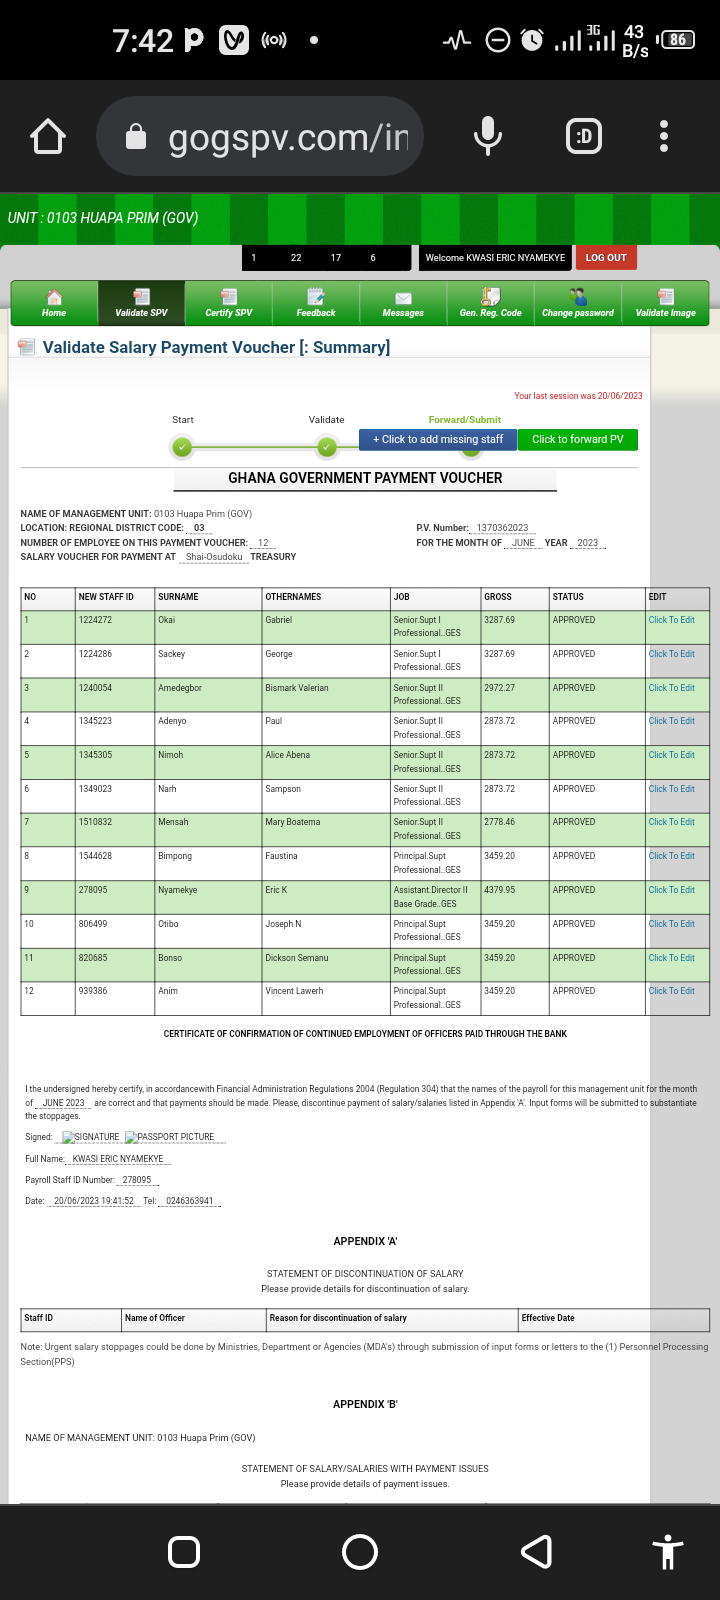 7:42
3G
43 B/s
86
gogspv.com/in
:D
UNIT : 0103 HUAPA PRIM (GOV)
1 22 17 6 Welcome KWASI ERIC NYAMEKYE LOG OUT
Home Validate SPV Certify SPV Feedback Messages Gen. Reg. Code Change password Validate Image
Validate Salary Payment Voucher [: Summary]
Your last session was 20/06/2023
Start Validate Forward/Submit
+ Click to add missing staff Click to forward PV
GHANA GOVERNMENT PAYMENT VOUCHER
NAME OF MANAGEMENT UNIT: 0103 Huapa Prim (GOV)
LOCATION: REGIONAL DISTRICT CODE: 03 P.V. Number: 1370362023
NUMBER OF EMPLOYEE ON THIS PAYMENT VOUCHER: 12 FOR THE MONTH OF JUNE YEAR 2023
SALARY VOUCHER FOR PAYMENT AT Shai-Osudoku TREASURY
NO NEW STAFF ID SURNAME OTHERNAMES JOB GROSS STATUS EDIT
1 1224272 Okai Gabriel Senior.Supt I Professional..GES 3287.69 APPROVED Click To Edit
2 1224286 Sackey George Senior.Supt I Professional..GES 3287.69 APPROVED Click To Edit
3 1240054 Amedegbor Bismark Valerian Senior.Supt II Professional..GES 2972.27 APPROVED Click To Edit
4 1345223 Adenyo Paul Senior.Supt II Professional..GES 2873.72 APPROVED Click To Edit
5 1345305 Nimoh Alice Abena Senior.Supt II Professional..GES 2873.72 APPROVED Click To Edit
6 1349023 Narh Sampson Senior.Supt II Professional..GES 2873.72 APPROVED Click To Edit
7 1510832 Mensah Mary Boatema Senior.Supt II Professional..GES 2778.46 APPROVED Click To Edit
8 1544628 Bimpong Faustina Principal.Supt Professional..GES 3459.20 APPROVED Click To Edit
9 278095 Nyamekye Eric K Assistant.Director II Base Grade..GES 4379.95 APPROVED Click To Edit
10 806499 Otibo Joseph N Principal.Supt Professional..GES 3459.20 APPROVED Click To Edit
11 820685 Bonso Dickson Semanu Principal.Supt Professional..GES 3459.20 APPROVED Click To Edit
12 939386 Anim Vincent Lawerh Principal.Supt Professional..GES 3459.20 APPROVED Click To Edit
CERTIFICATE OF CONFIRMATION OF CONTINUED EMPLOYMENT OF OFFICERS PAID THROUGH THE BANK
I the undersigned hereby certify, in accordancewith Financial Administration Regulations 2004 (Regulation 304) that the names of the payroll for this management unit for the month
of JUNE 2023 are correct and that payments should be made. Please, discontinue payment of salary/salaries listed in Appendix 'A'. Input forms will be submitted to substantiate
the stoppages.
Signed: SIGNATURE PASSPORT PICTURE
Full Name: KWASI ERIC NYAMEKYE
Payroll Staff ID Number: 278095
Date: 20/06/2023 19:41:52 Tel: 0246363941
APPENDIX 'A'
STATEMENT OF DISCONTINUATION OF SALARY
Please provide details for discontinuation of salary.
Staff ID Name of Officer Reason for discontinuation of salary Effective Date
Note: Urgent salary stoppages could be done by Ministries, Department or Agencies (MDA's) through submission of input forms or letters to the (1) Personnel Processing
Section(PPS)
APPENDIX 'B'
NAME OF MANAGEMENT UNIT: 0103 Huapa Prim (GOV)
STATEMENT OF SALARY/SALARIES WITH PAYMENT ISSUES
Please provide details of payment issues.